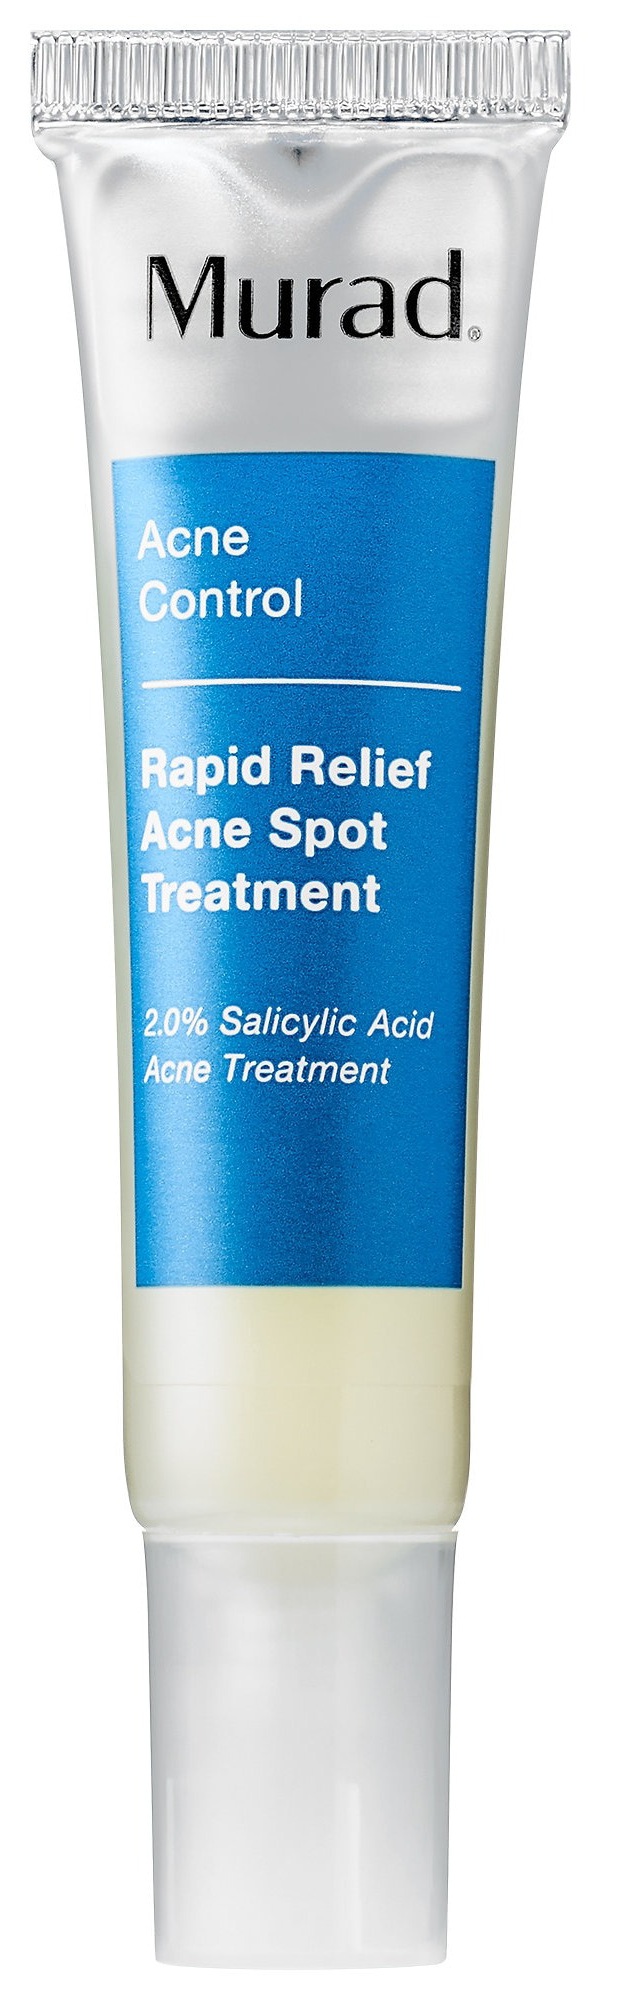 Murad®
Acne
Control
Rapid Relief
Acne Spot
Treatment
2.0% Salicylic Acid
Acne Treatment